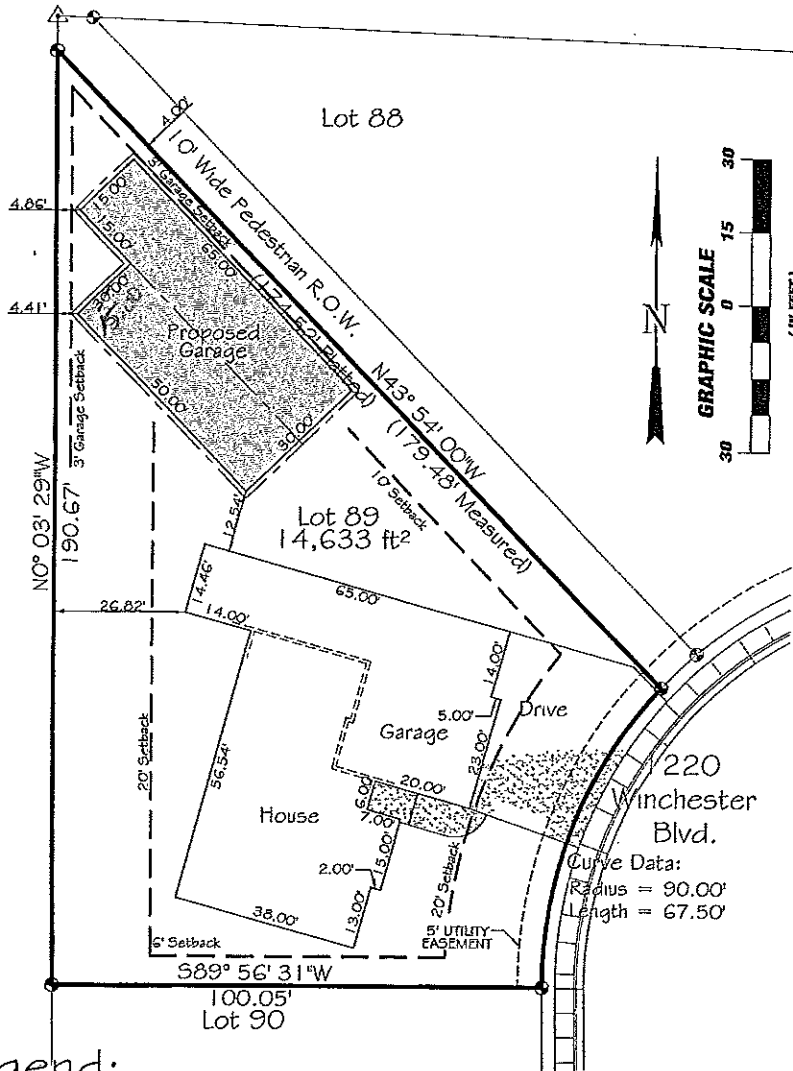 Lot 88
4.00'
10' Wide Pedestrian R.O.W.
3' Garage Setback
4.86'
15.00'
15.00'
65.00'
30
15
0
30
GRAPHIC SCALE
N
4.41'
30.00'
Proposed
Garage
(174.52' Platted)
N43° 54' 00"W
(179.48' Measured)
3' Garage Setback
50.00'
30.00'
N0° 03' 29"W
190.67'
10' Setback
12.54'
Lot 89
14,633 ft²
14.46'
65.00'
26.82'
14.00'
14.00'
5.00'
Drive
Garage
23.00'
20' Setback
56.54'
20.00'
6.00'
7.00'
House
15.00'
2.00'
13.00'
38.00'
20' Setback
220
Winchester
Blvd.
Curve Data:
Radius = 90.00'
Length = 67.50'
5' UTILITY
EASEMENT
6' Setback
S89° 56' 31"W
100.05'
Lot 90